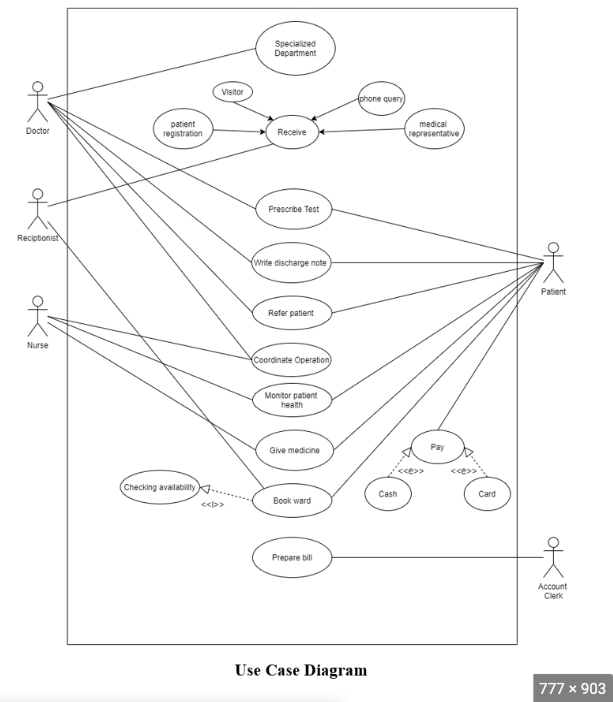 Specialized
Department
Visitor
phone query
patient
registration
Receive
medical
representative
Doctor
Prescribe Test
Reciptionist
Write discharge note
Patient
Refer patient
Nurse
Coordinate Operation
Monitor patient
health
Pay
Give medicine
<<e>>
<<e>>
Checking availability
Cash
Card
<<i>>
Book ward
Prepare bill
Account
Clerk
Use Case Diagram
777 × 903